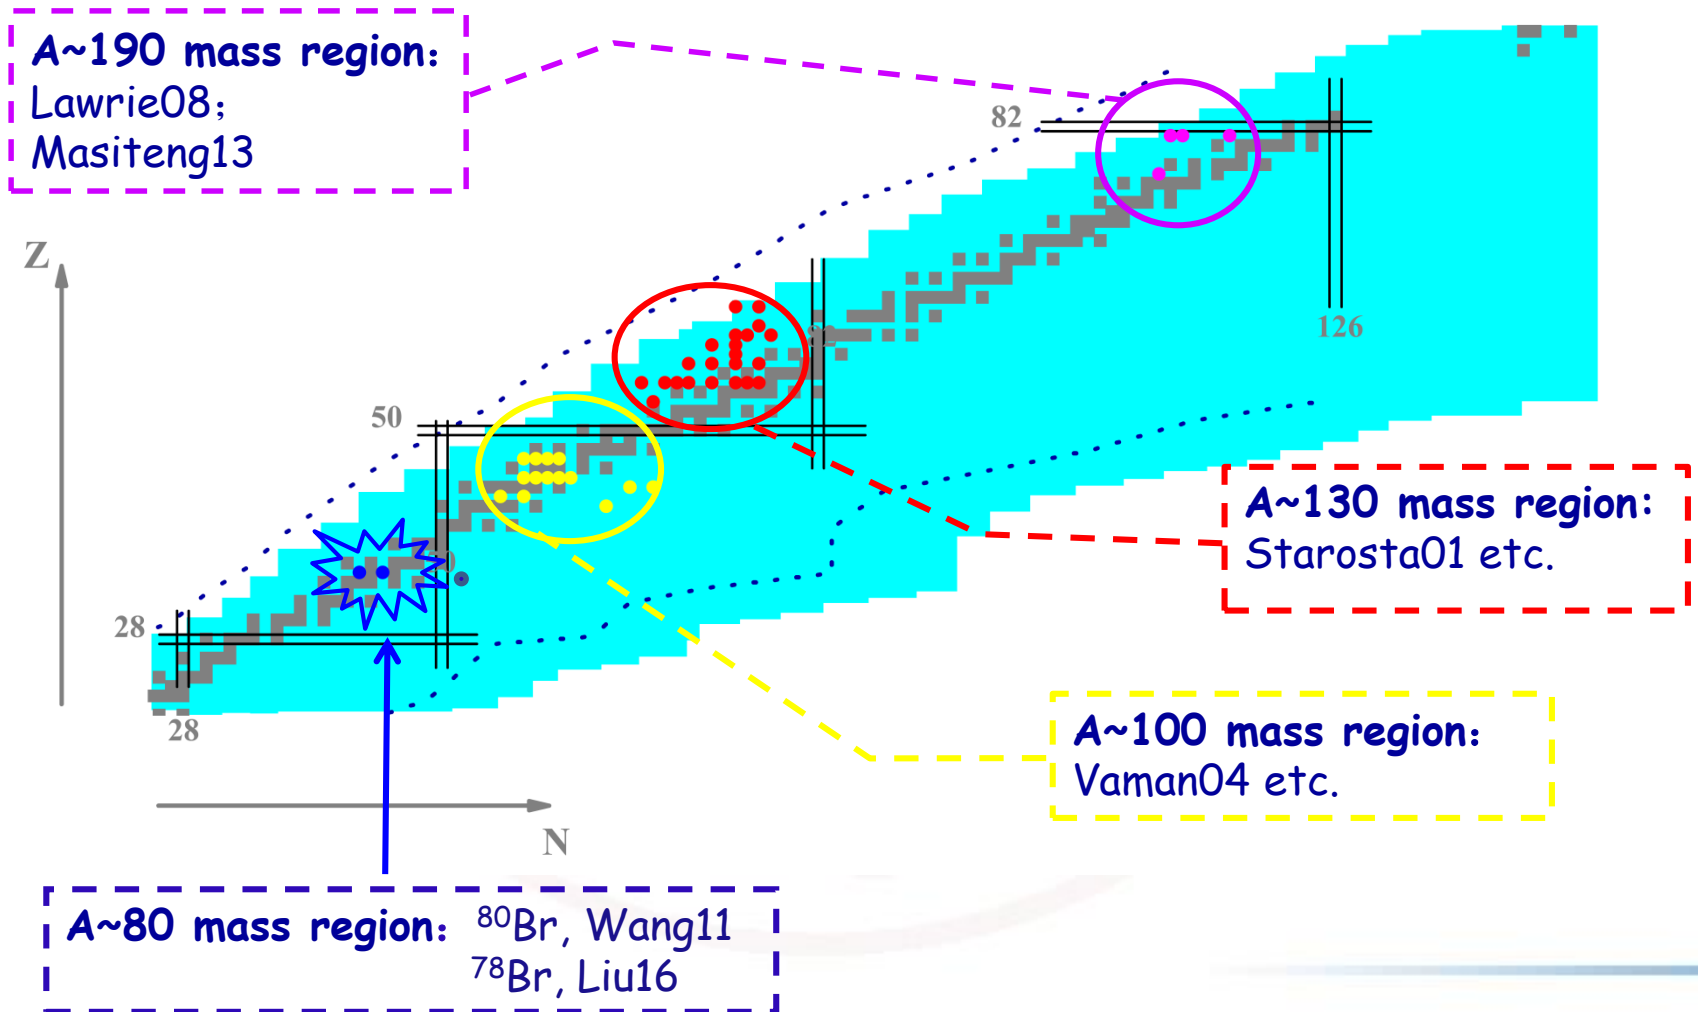 A~190 mass region:
Lawrie08;
Masiteng13
82
Z
126
50
A~130 mass region:
Starosta01 etc.
28
A~100 mass region:
Vaman04 etc.
28
N
A~80 mass region: ⁸⁰Br, Wang11
⁷⁸Br, Liu16